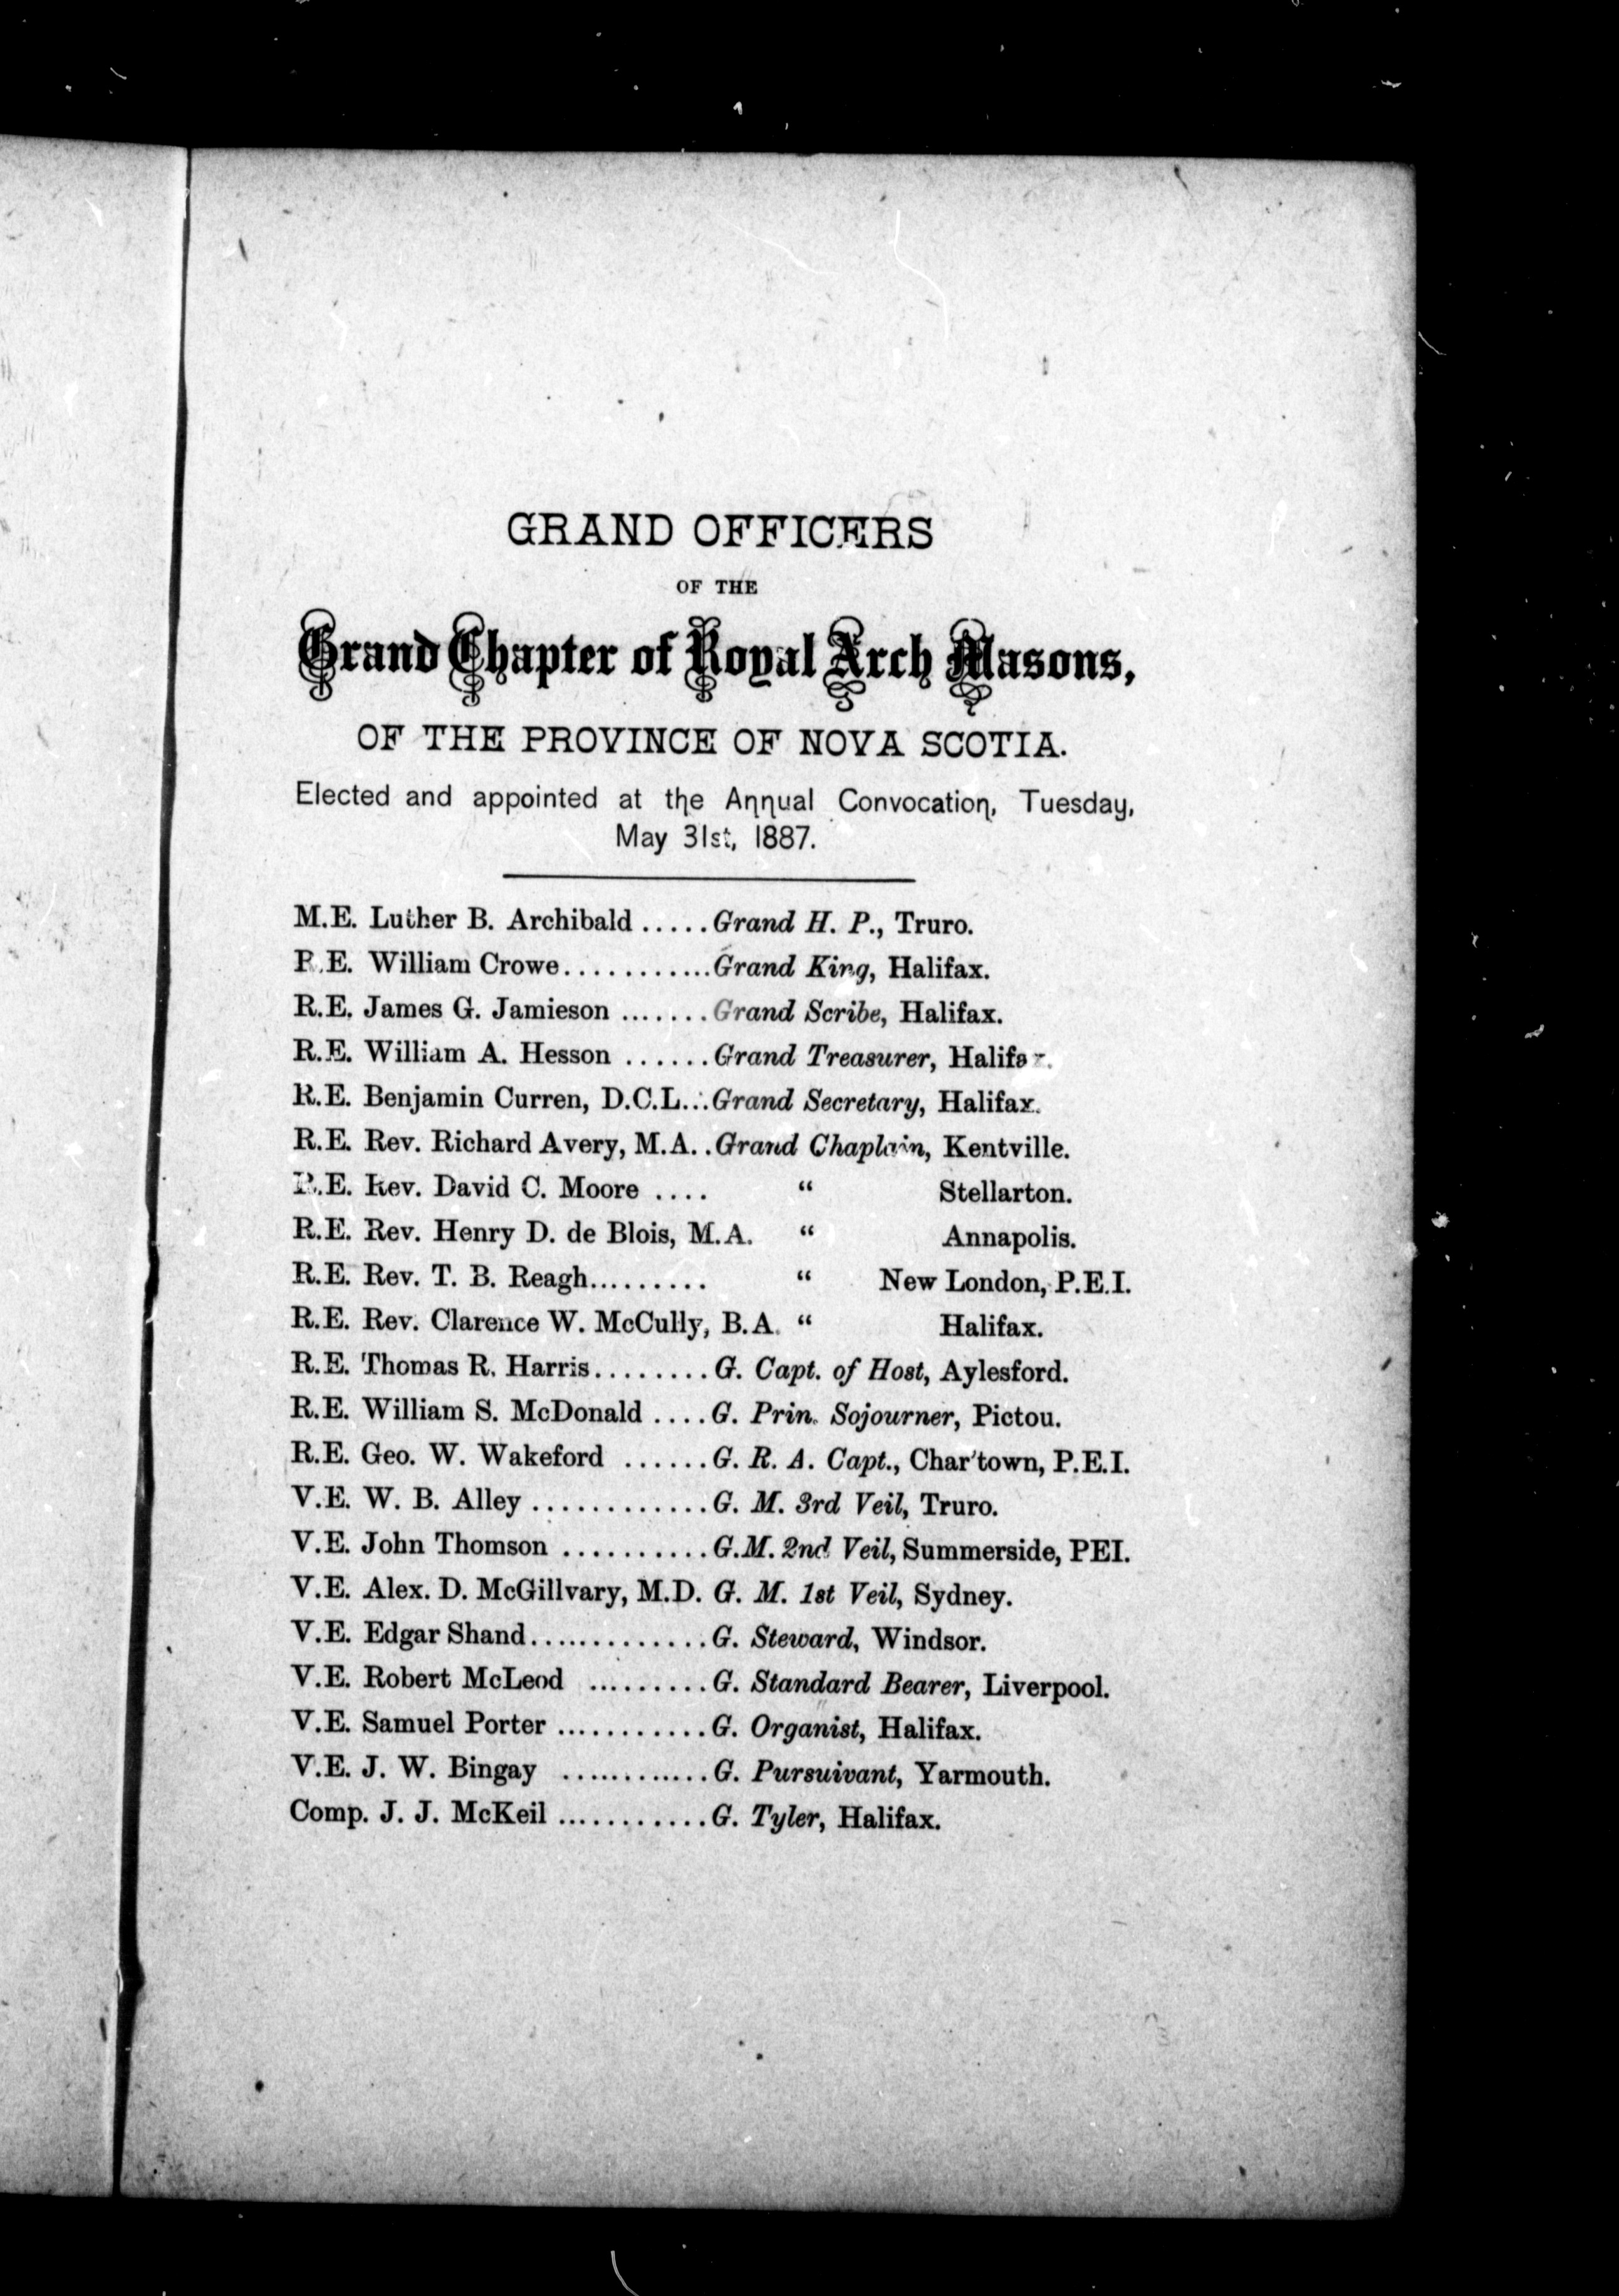 GRAND OFFICERS
OF THE
Grand Chapter of Royal Arch Masons,
OF THE PROVINCE OF NOVA SCOTIA.
Elected and appointed at the Annual Convocation, Tuesday,
May 31st, 1887.
M.E. Luther B. Archibald ..... Grand H. P., Truro.
R.E. William Crowe........... Grand King, Halifax.
R.E. James G. Jamieson ....... Grand Scribe, Halifax.
R.E. William A. Hesson ...... Grand Treasurer, Halifax.
R.E. Benjamin Curren, D.C.L... Grand Secretary, Halifax.
R.E. Rev. Richard Avery, M.A. . Grand Chaplain, Kentville.
R.E. Rev. David C. Moore .... “ Stellarton.
R.E. Rev. Henry D. de Blois, M.A. “ Annapolis.
R.E. Rev. T. B. Reagh......... “ New London, P.E.I.
R.E. Rev. Clarence W. McCully, B.A. “ Halifax.
R.E. Thomas R. Harris........ G. Capt. of Host, Aylesford.
R.E. William S. McDonald .... G. Prin. Sojourner, Pictou.
R.E. Geo. W. Wakeford ...... G. R. A. Capt., Char'town, P.E.I.
V.E. W. B. Alley ............ G. M. 3rd Veil, Truro.
V.E. John Thomson .......... G.M. 2nd Veil, Summerside, PEI.
V.E. Alex. D. McGillvary, M.D. G. M. 1st Veil, Sydney.
V.E. Edgar Shand............. G. Steward, Windsor.
V.E. Robert McLeod ......... G. Standard Bearer, Liverpool.
V.E. Samuel Porter ........... G. Organist, Halifax.
V.E. J. W. Bingay ............ G. Pursuivant, Yarmouth.
Comp. J. J. McKeil ........... G. Tyler, Halifax.